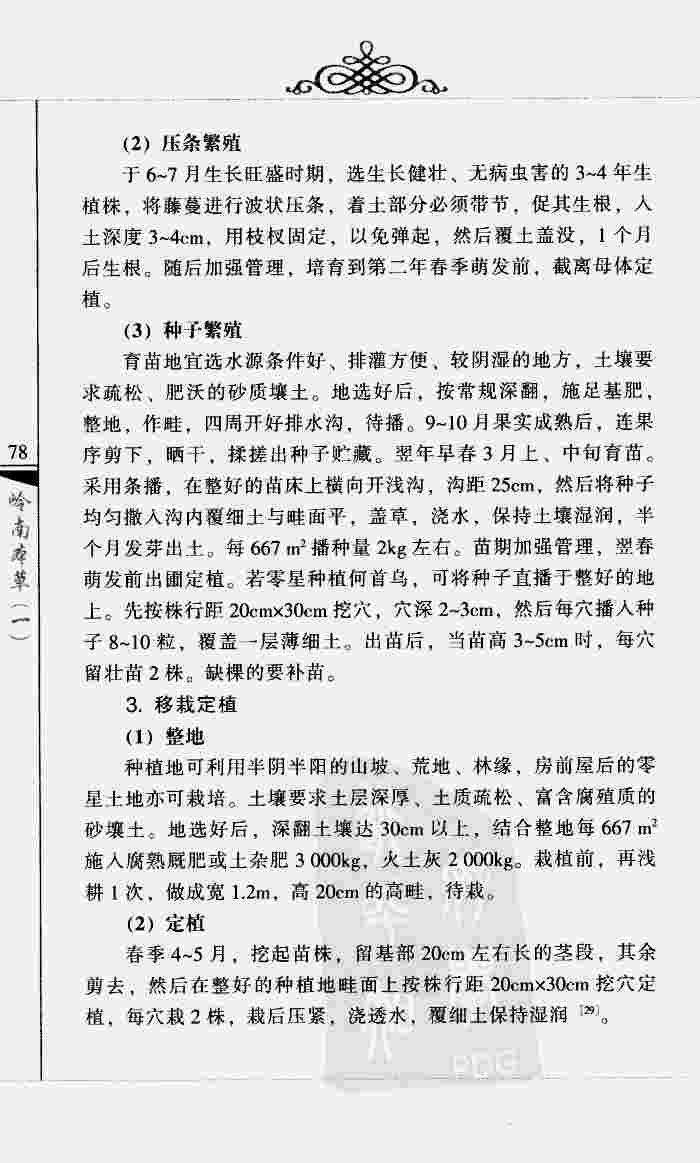 (2) 压条繁殖
于 6~7 月生长旺盛时期，选生长健壮、无病虫害的 3~4 年生
植株，将藤蔓进行波状压条，着土部分必须带节，促其生根，入
土深度 3~4cm，用枝杈固定，以免弹起，然后覆土盖没，1 个月
后生根。随后加强管理，培育到第二年春季萌发前，截离母体定
植。
(3) 种子繁殖
育苗地宜选水源条件好、排灌方便、较阴湿的地方，土壤要
求疏松、肥沃的砂质壤土。地选好后，按常规深翻，施足基肥，
整地，作畦，四周开好排水沟，待播。9~10 月果实成熟后，连果
序剪下，晒干，揉搓出种子贮藏。翌年早春 3 月上、中旬育苗。
采用条播，在整好的苗床上横向开浅沟，沟距 25cm，然后将种子
均匀撒入沟内覆细土与畦面平，盖草，浇水，保持土壤湿润，半
个月发芽出土。每 667 m² 播种量 2kg 左右。苗期加强管理，翌春
萌发前出圃定植。若零星种植何首乌，可将种子直播于整好的地
上。先按株行距 20cm×30cm 挖穴，穴深 2~3cm，然后每穴播入种
子 8~10 粒，覆盖一层薄细土。出苗后，当苗高 3~5cm 时，每穴
留壮苗 2 株。缺棵的要补苗。
3. 移栽定植
(1) 整地
种植地可利用半阴半阳的山坡、荒地、林缘，房前屋后的零
星土地亦可栽培。土壤要求土层深厚、土质疏松、富含腐殖质的
砂壤土。地选好后，深翻土壤达 30cm 以上，结合整地每 667 m²
施入腐熟厩肥或土杂肥 3 000kg，火土灰 2 000kg。栽植前，再浅
耕 1 次，做成宽 1.2m，高 20cm 的高畦，待栽。
(2) 定植
春季 4~5 月，挖起苗株，留基部 20cm 左右长的茎段，其余
剪去，然后在整好的种植地畦面上按株行距 20cm×30cm 挖穴定
植，每穴栽 2 株，栽后压紧，浇透水，覆细土保持湿润 [29]。
78
岭南本草（一）
PDG